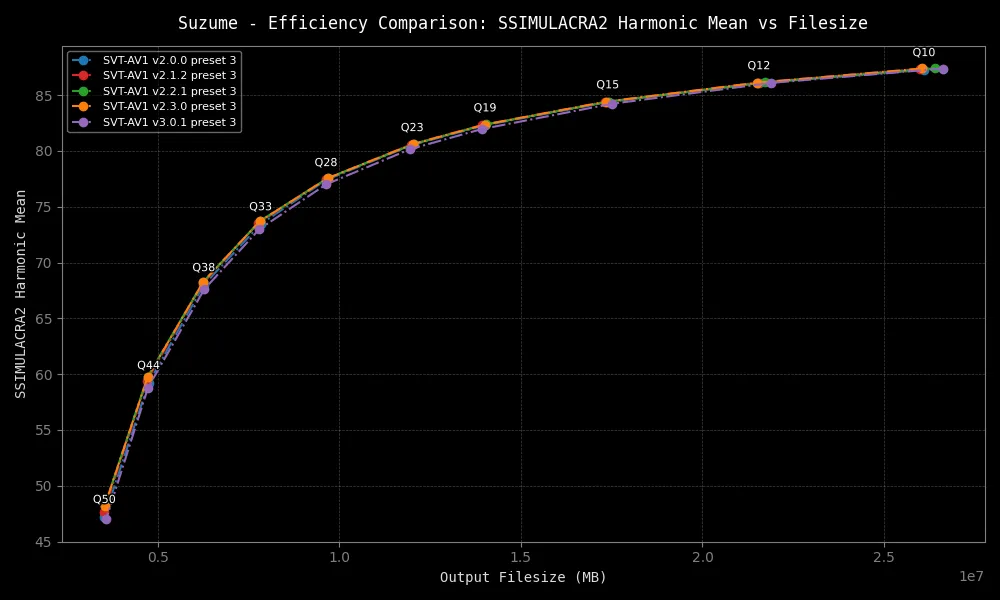 Suzume - Efficiency Comparison: SSIMULACRA2 Harmonic Mean vs Filesize
SVT-AV1 v2.0.0 preset 3
SVT-AV1 v2.1.2 preset 3
SVT-AV1 v2.2.1 preset 3
SVT-AV1 v2.3.0 preset 3
SVT-AV1 v3.0.1 preset 3
Q10
Q12
Q15
Q19
Q23
Q28
Q33
Q38
Q44
Q50
85
80
75
70
65
60
55
50
45
SSIMULACRA2 Harmonic Mean
0.5
1.0
1.5
2.0
2.5
1e7
Output Filesize (MB)